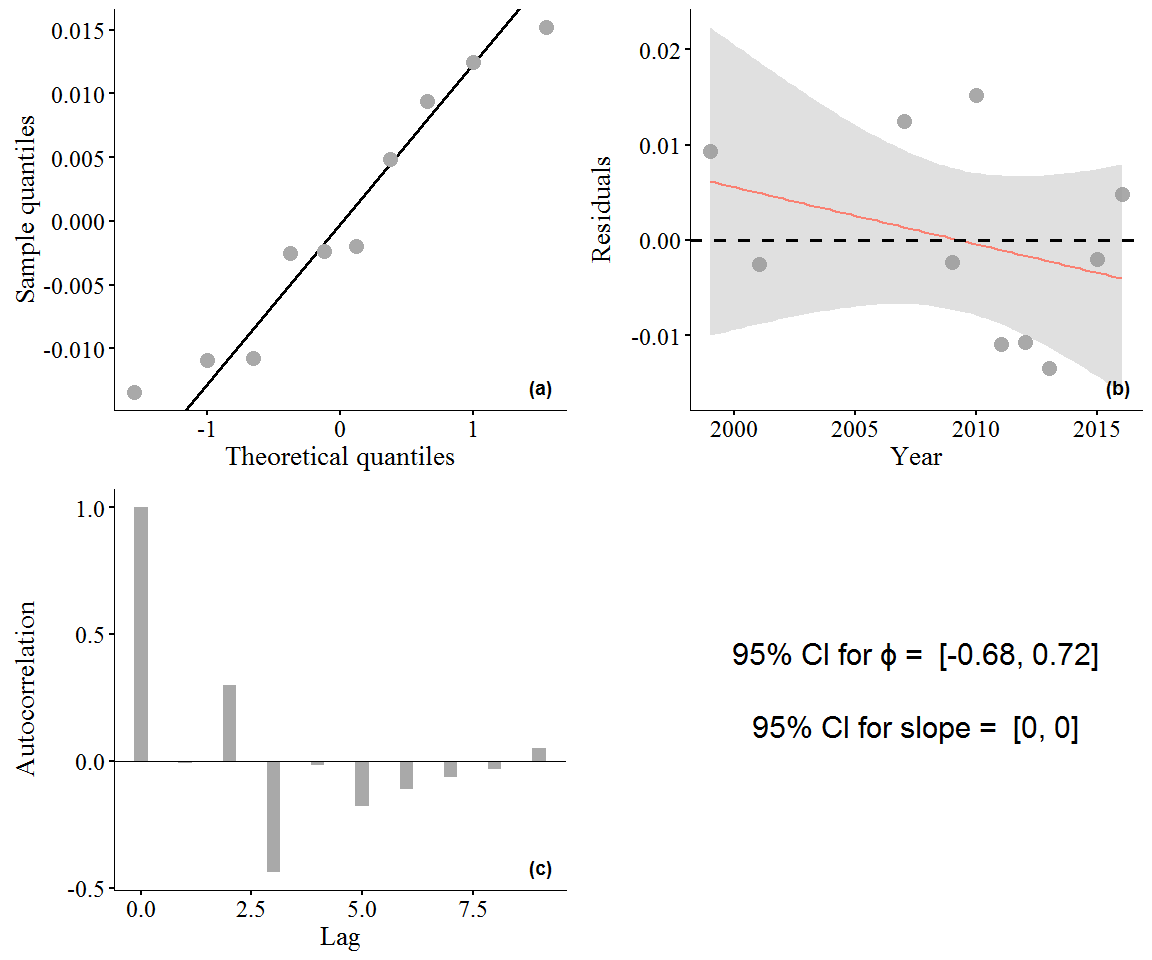 0.015
0.010
0.005
0.000
-0.005
-0.010
Sample quantiles
-1 0 1
Theoretical quantiles
(a)
0.02
0.01
0.00
-0.01
Residuals
2000 2005 2010 2015
Year
(b)
1.0
0.5
0.0
-0.5
Autocorrelation
0.0 2.5 5.0 7.5
Lag
(c)
95% CI for ϕ = [-0.68, 0.72]
95% CI for slope = [0, 0]